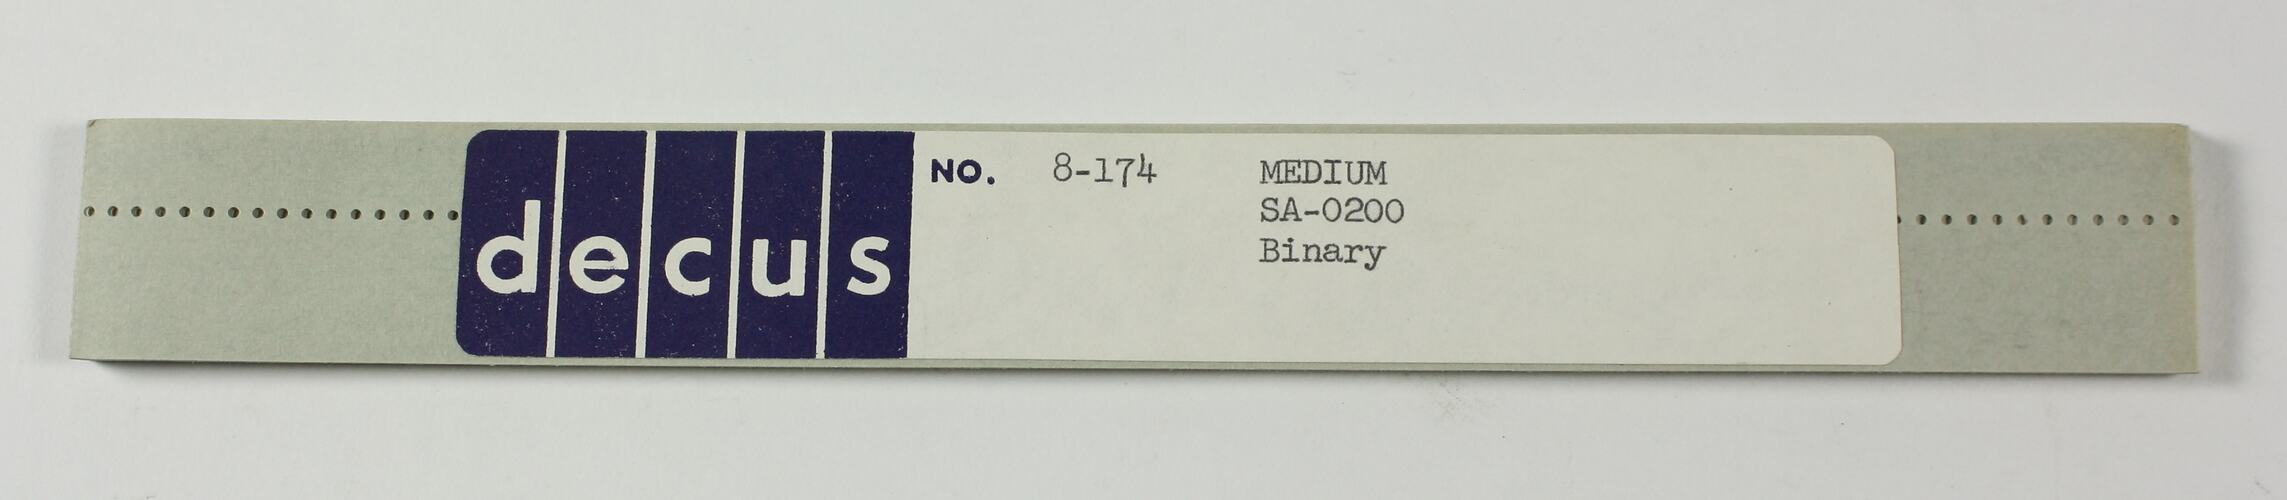 decus NO. 8-174 MEDIUM
SA-0200
Binary